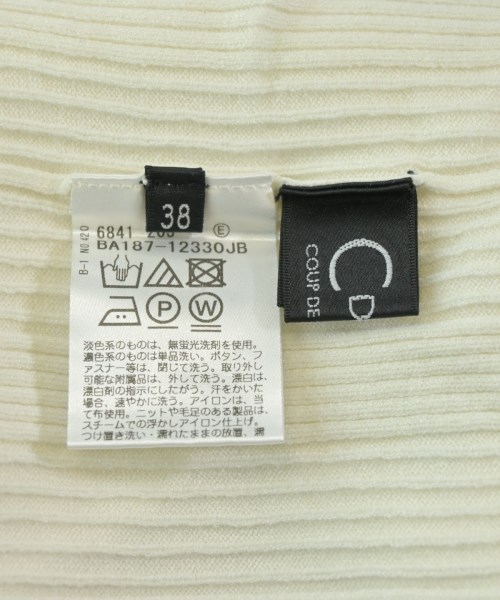 38
6841
E
BA187-12330JB
B-1 NO.420
P
W
淡色系のものは、無蛍光洗剤を使用。
濃色系のものは単品洗い。ボタン、フ
ァスナー等は、閉じて洗う。取り外し
可能な附属品は、外して洗う。漂白は、
漂白剤の指示にしたがう。汗をかいた
場合、速やかに洗う。アイロンは、当
て布使用。ニットや毛足のある製品は、
スチームでの浮かしアイロン仕上げ。
つけ置き洗い・濡れたままの放置、濡
CD
COUP DE